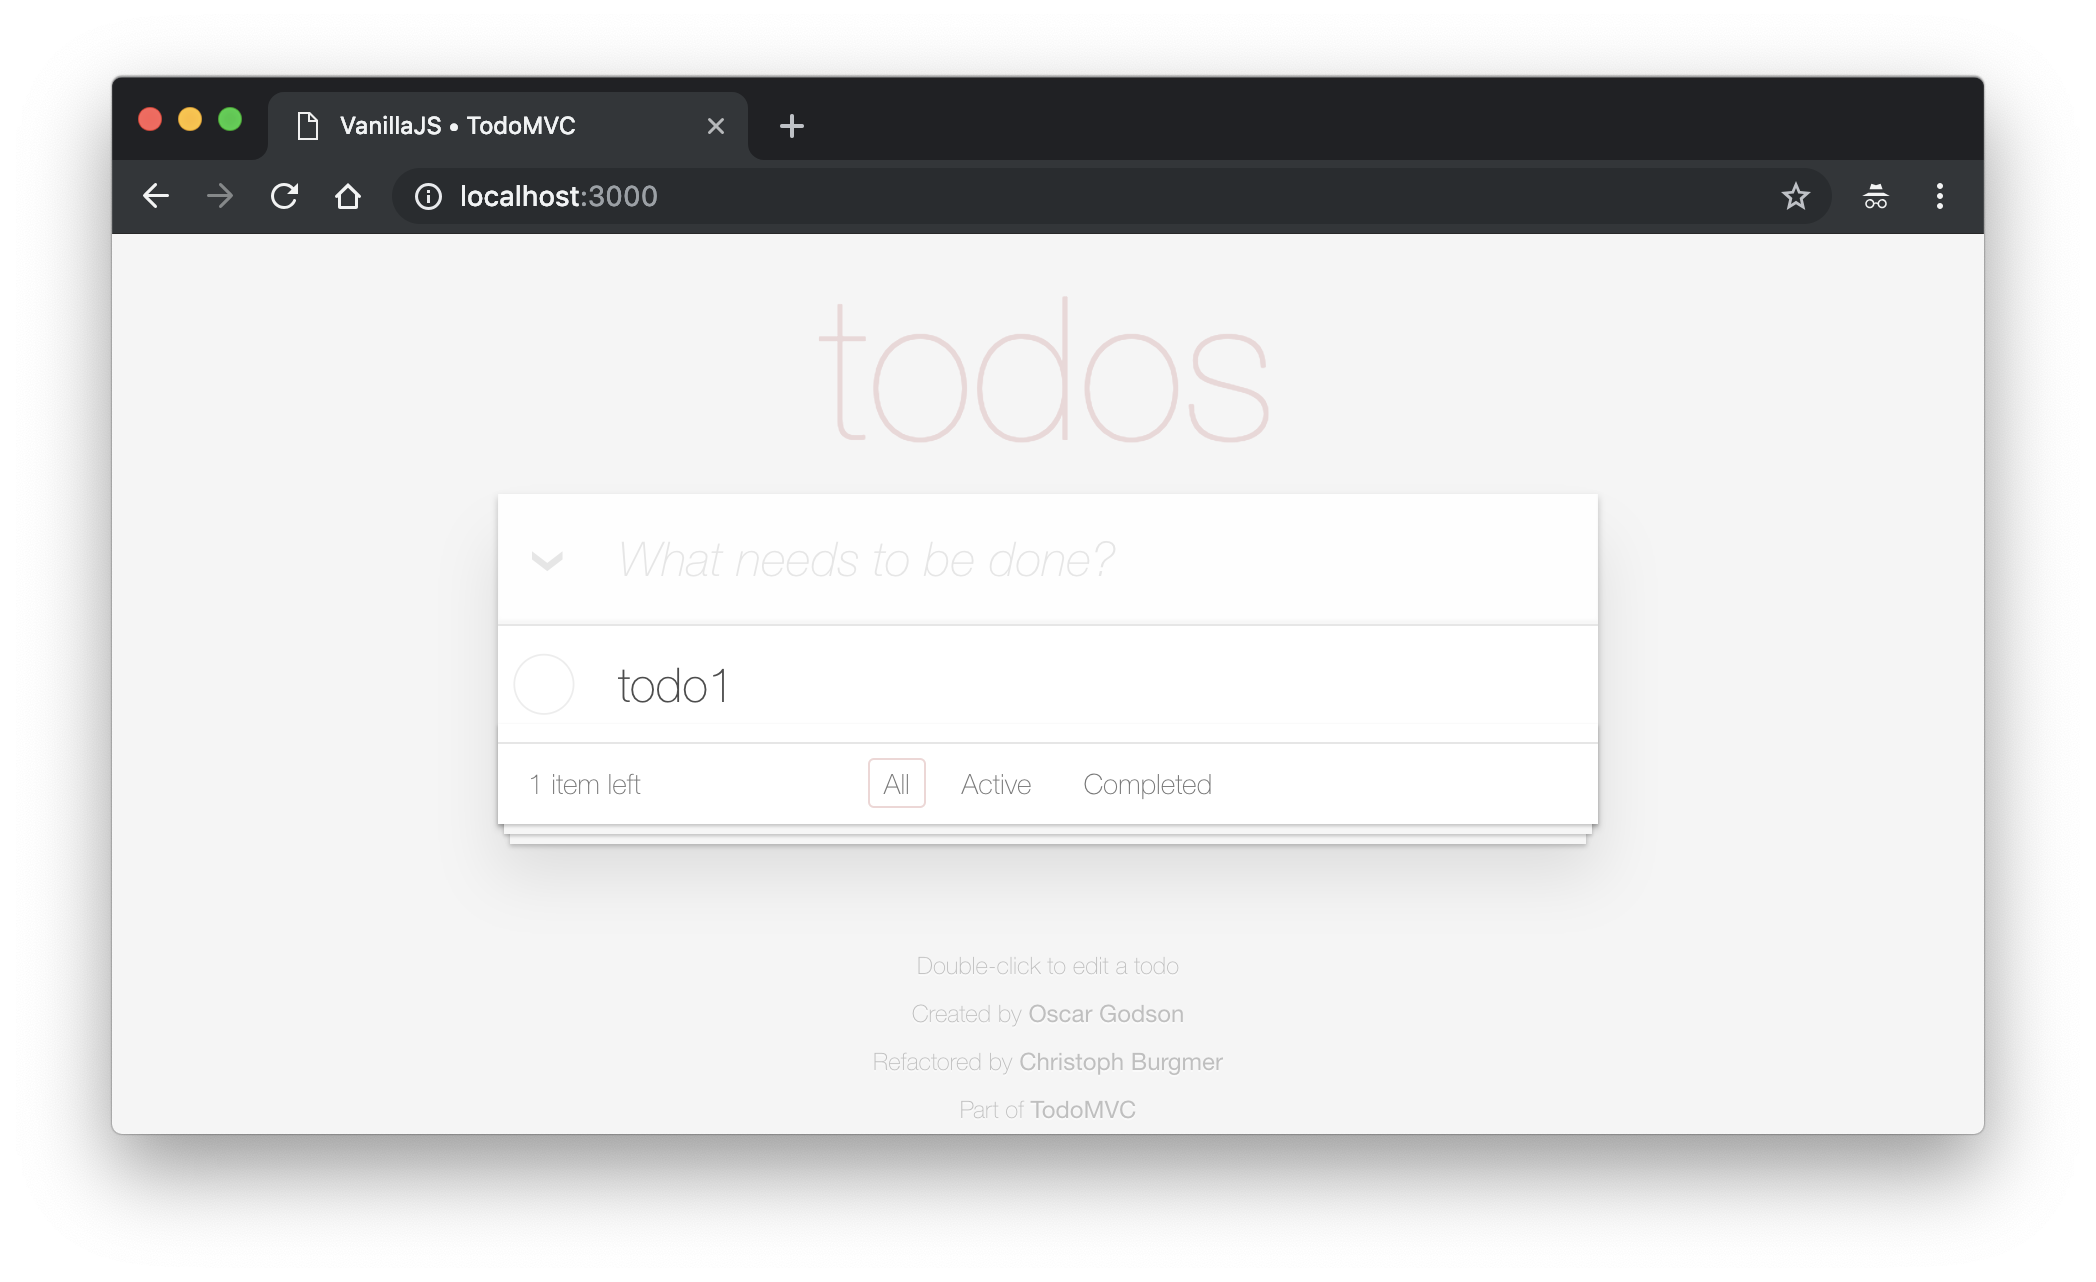 VanillaJS • TodoMVC
localhost:3000
todos
What needs to be done?
todo1
1 item left All Active Completed
Double-click to edit a todo
Created by Oscar Godson
Refactored by Christoph Burgmer
Part of TodoMVC